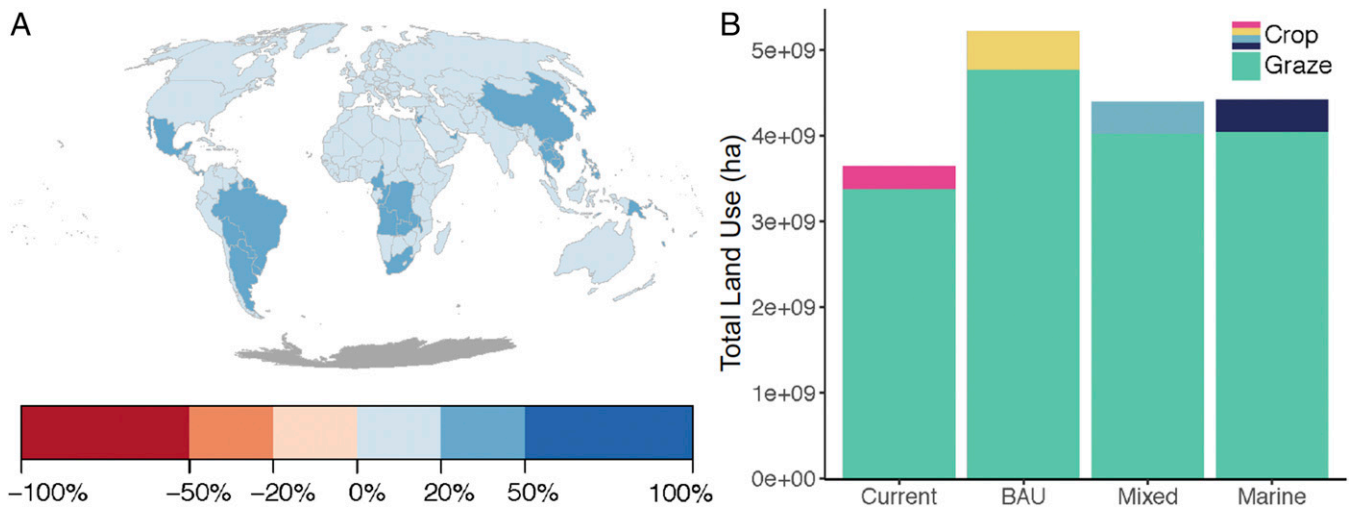 A
−100%
−50%
−20%
0%
20%
50%
100%
B
Crop
Graze
Total Land Use (ha)
5e+09
4e+09
3e+09
2e+09
1e+09
0e+00
Current
BAU
Mixed
Marine